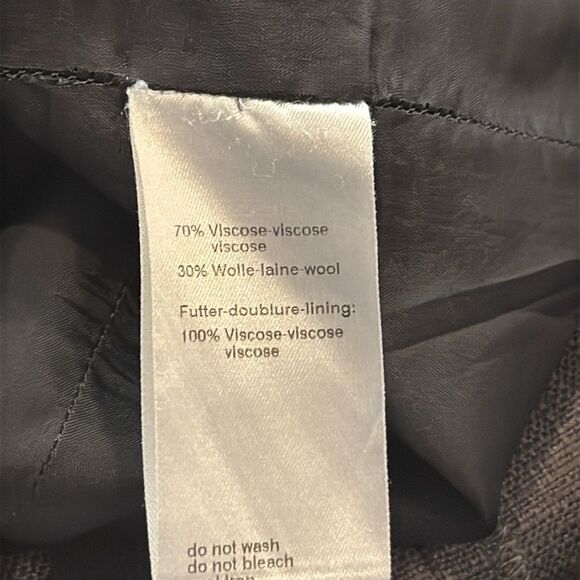 70% Viscose-viscose
viscose
30% Wolle-laine-wool
Futter-doublure-lining:
100% Viscose-viscose
viscose
do not wash
do not bleach